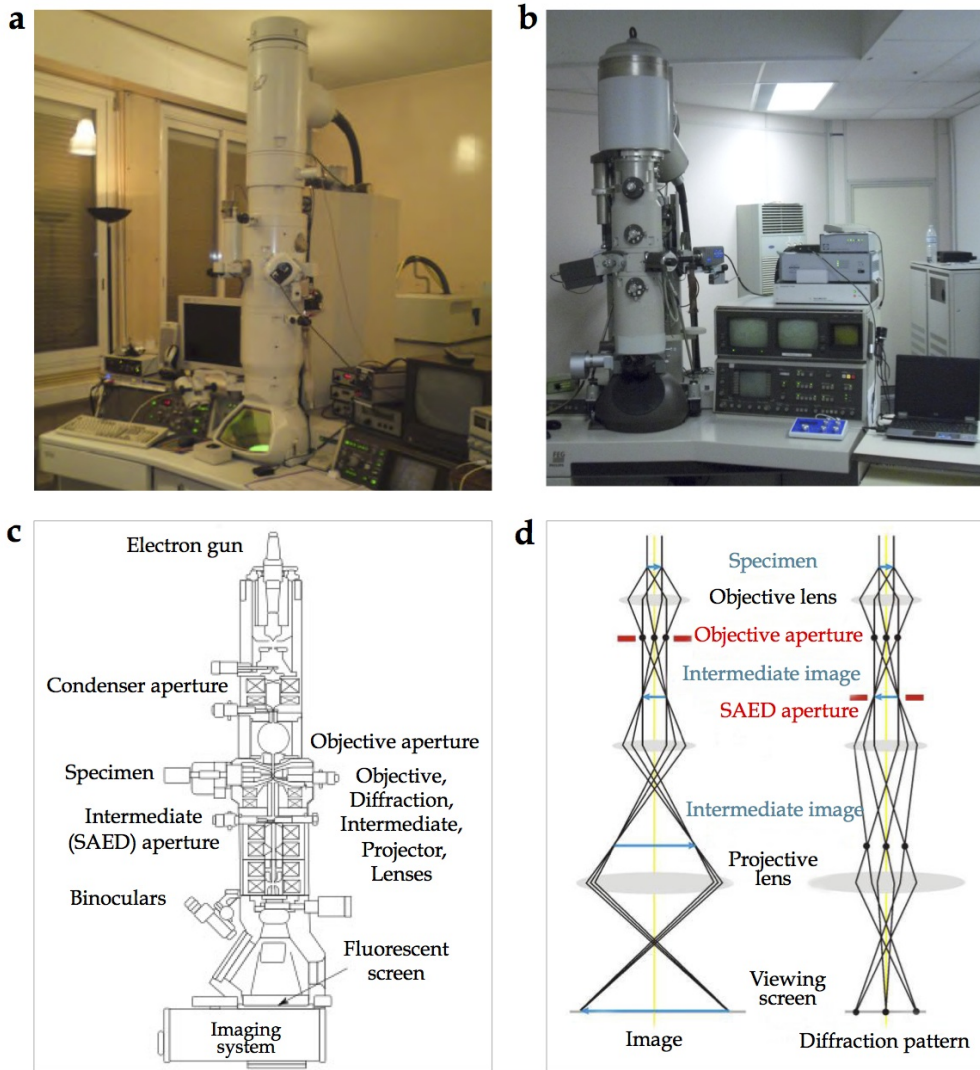 a
b
c
Electron gun
Condenser aperture
Objective aperture
Specimen
Objective,
Diffraction,
Intermediate,
Projector,
Lenses
Intermediate
(SAED) aperture
Binoculars
Fluorescent
screen
Imaging
system
d
Specimen
Objective lens
Objective aperture
Intermediate image
SAED aperture
Intermediate image
Projective
lens
Viewing
screen
Image
Diffraction pattern